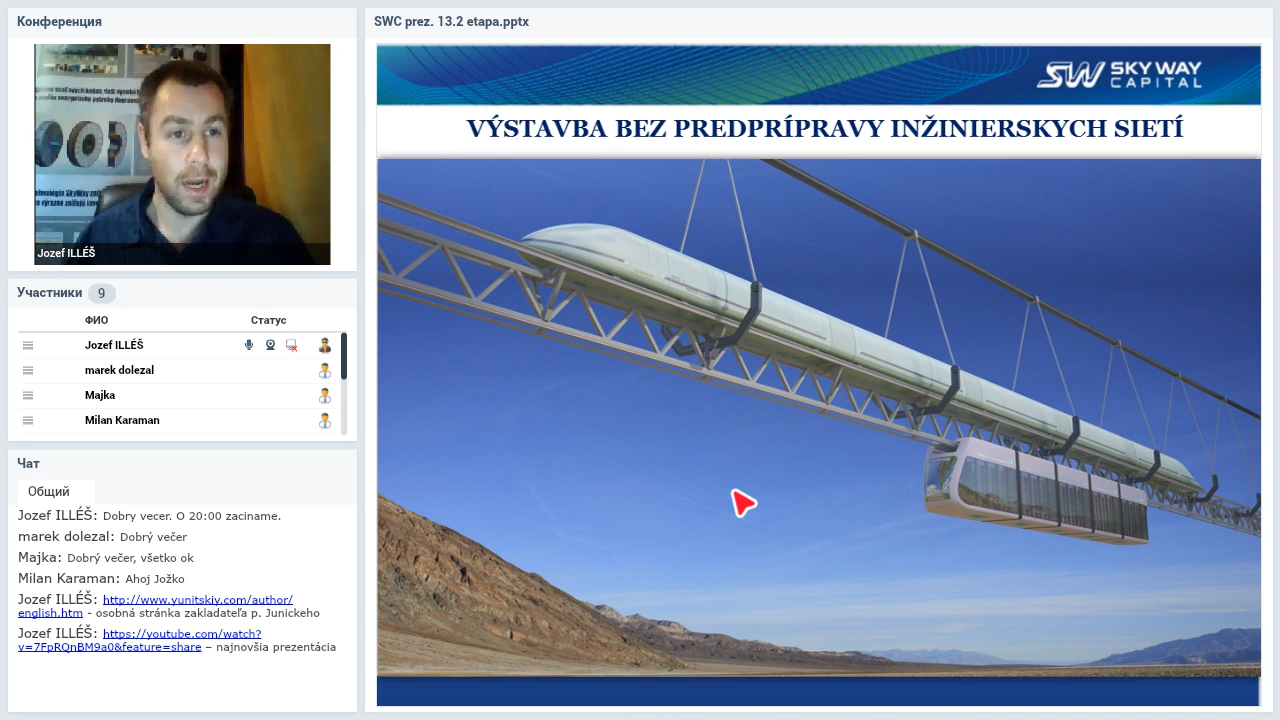 Конференция
Jozef ILLÉŠ
Участники 9
ФИО Статус
Jozef ILLÉŠ
marek dolezal
Majka
Milan Karaman
Чат
Общий
Jozef ILLÉŠ: Dobry vecer. O 20:00 zaciname.
marek dolezal: Dobrý večer
Majka: Dobrý večer, všetko ok
Milan Karaman: Ahoj Jožko
Jozef ILLÉŠ: http://www.yunitskiy.com/author/
english.htm - osobná stránka zakladateľa p. Junickeho
Jozef ILLÉŠ: https://youtube.com/watch?
v=7FpRQnBM9a0&feature=share – najnovšia prezentácia
SWC prez. 13.2 etapa.pptx
SW SKY WAY
CAPITAL
VÝSTAVBA BEZ PREDPRÍPRAVY INŽINIERSKYCH SIETÍ